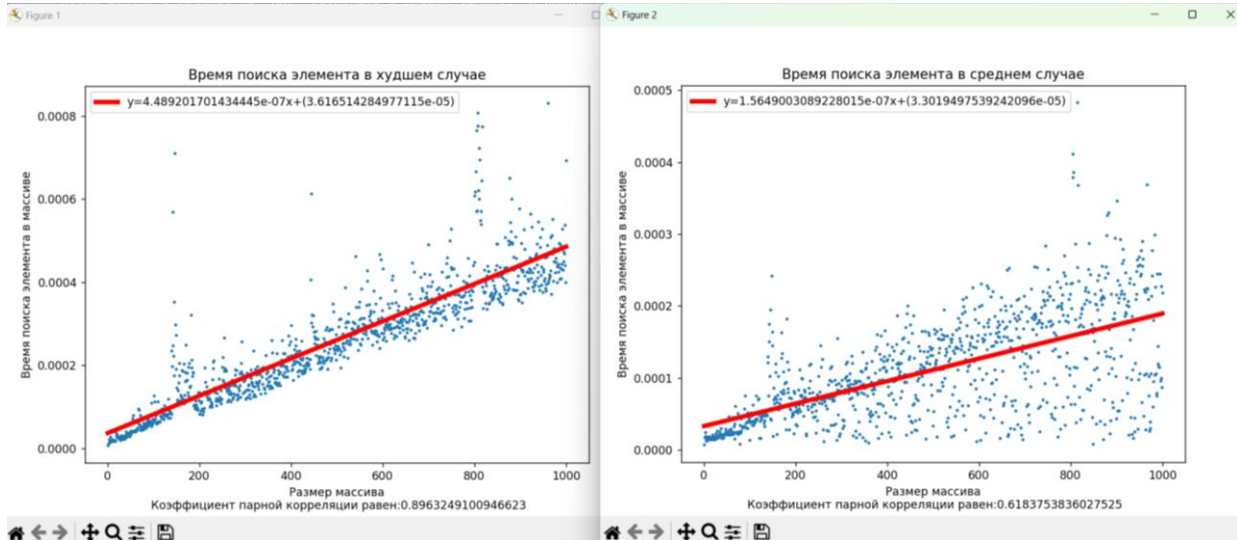 Figure 1
Время поиска элемента в худшем случае
y=4.489201701434445e-07x+(3.616514284977115e-05)
Время поиска элемента в массиве
0.0008
0.0006
0.0004
0.0002
0.0000
0 200 400 600 800 1000
Размер массива
Коэффициент парной корреляции равен:0.8963249100946623
Figure 2
Время поиска элемента в среднем случае
y=1.5649003089228015e-07x+(3.3019497539242096e-05)
Время поиска элемента в массиве
0.0005
0.0004
0.0003
0.0002
0.0001
0.0000
0 200 400 600 800 1000
Размер массива
Коэффициент парной корреляции равен:0.6183753836027525